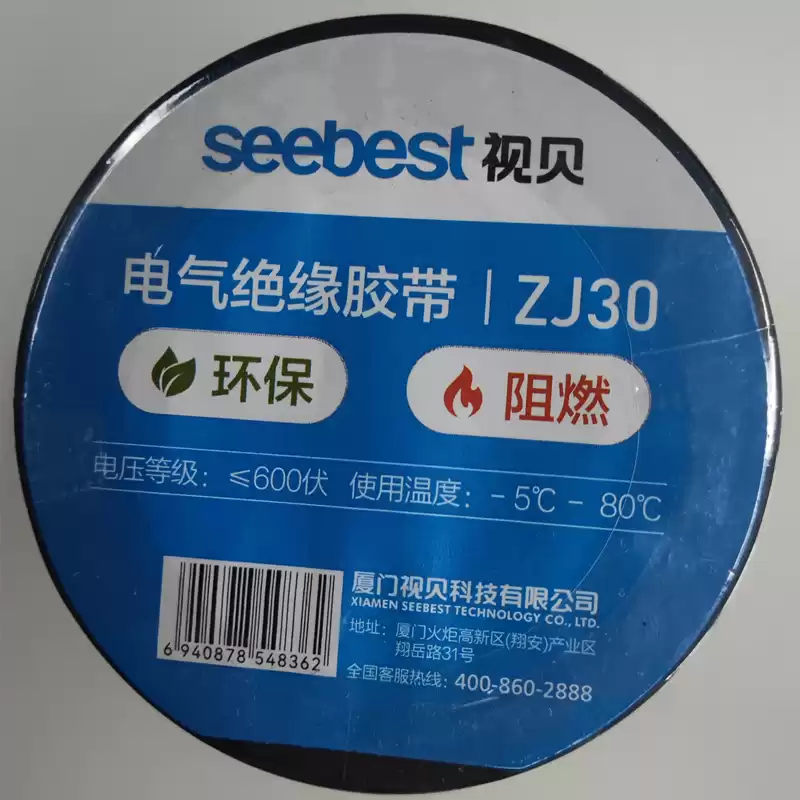 seebest 视贝
电气绝缘胶带 | ZJ30
环保 阻燃
电压等级：≤600伏 使用温度：-5℃ - 80℃
厦门视贝科技有限公司
XIAMEN SEEBEST TECHNOLOGY CO., LTD.
地址：厦门火炬高新区(翔安)产业区
翔岳路31号
全国客服热线：400-860-2888
6 940878 548362